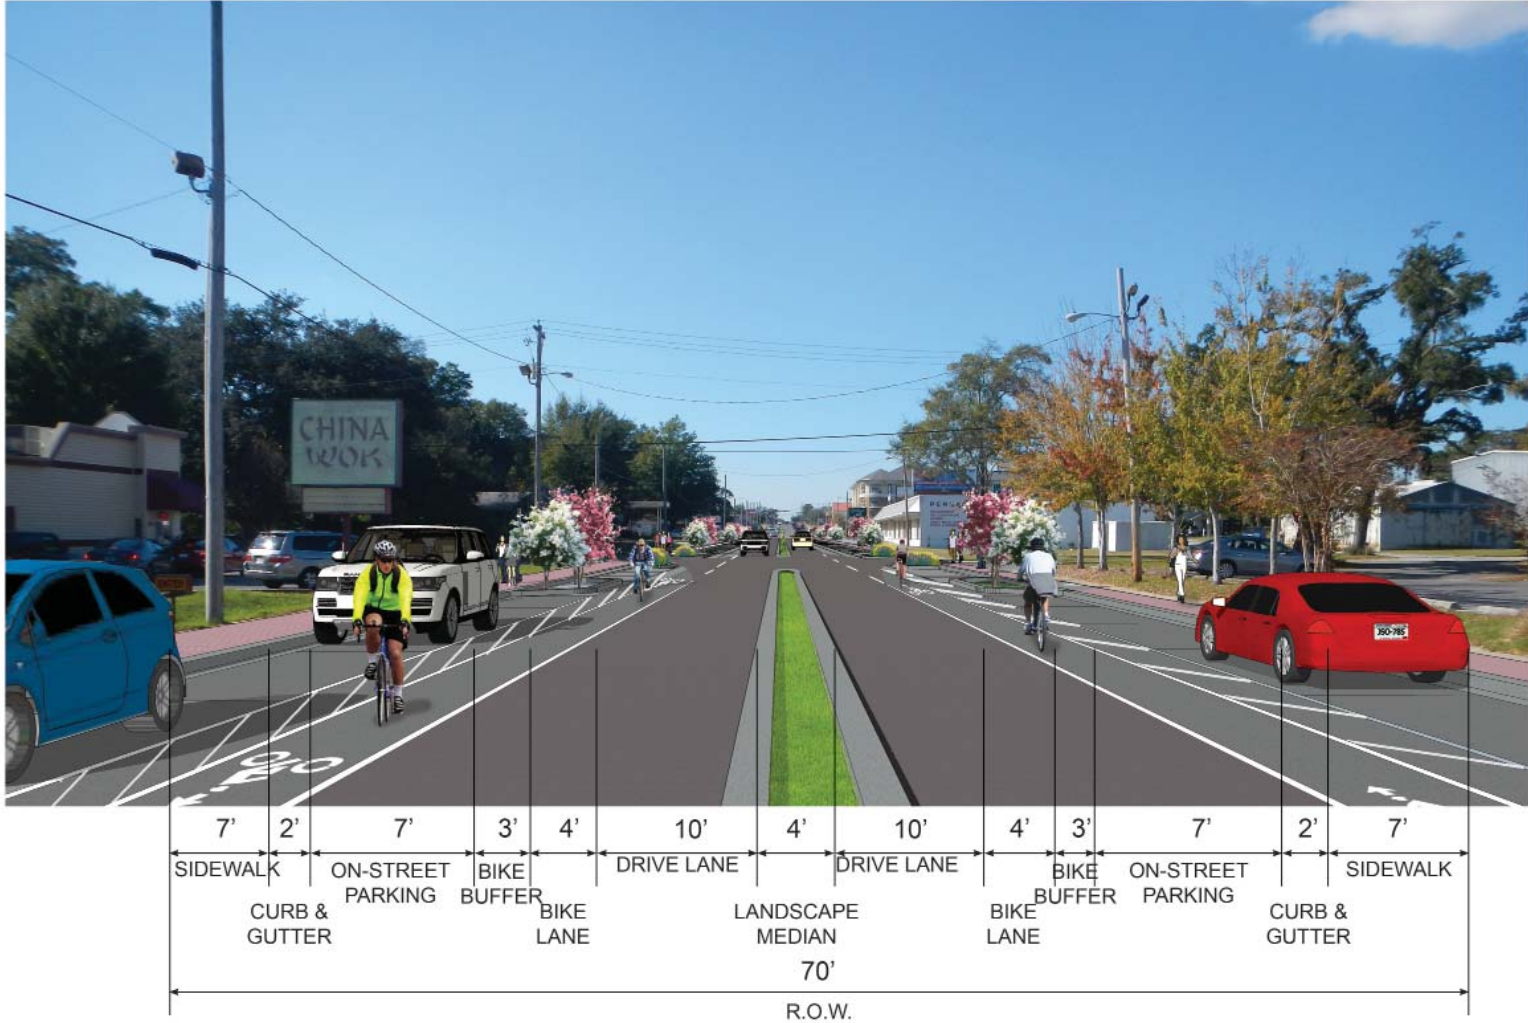 CHINA
WOK
JSO-785
7’ 2’ 7’ 3’ 4’ 10’ 4’ 10’ 4’ 3’ 7’ 2’ 7’
SIDEWALK ON-STREET PARKING BIKE BUFFER DRIVE LANE DRIVE LANE BIKE BUFFER ON-STREET PARKING SIDEWALK
CURB & GUTTER BIKE LANE LANDSCAPE MEDIAN BIKE LANE CURB & GUTTER
70’
R.O.W.